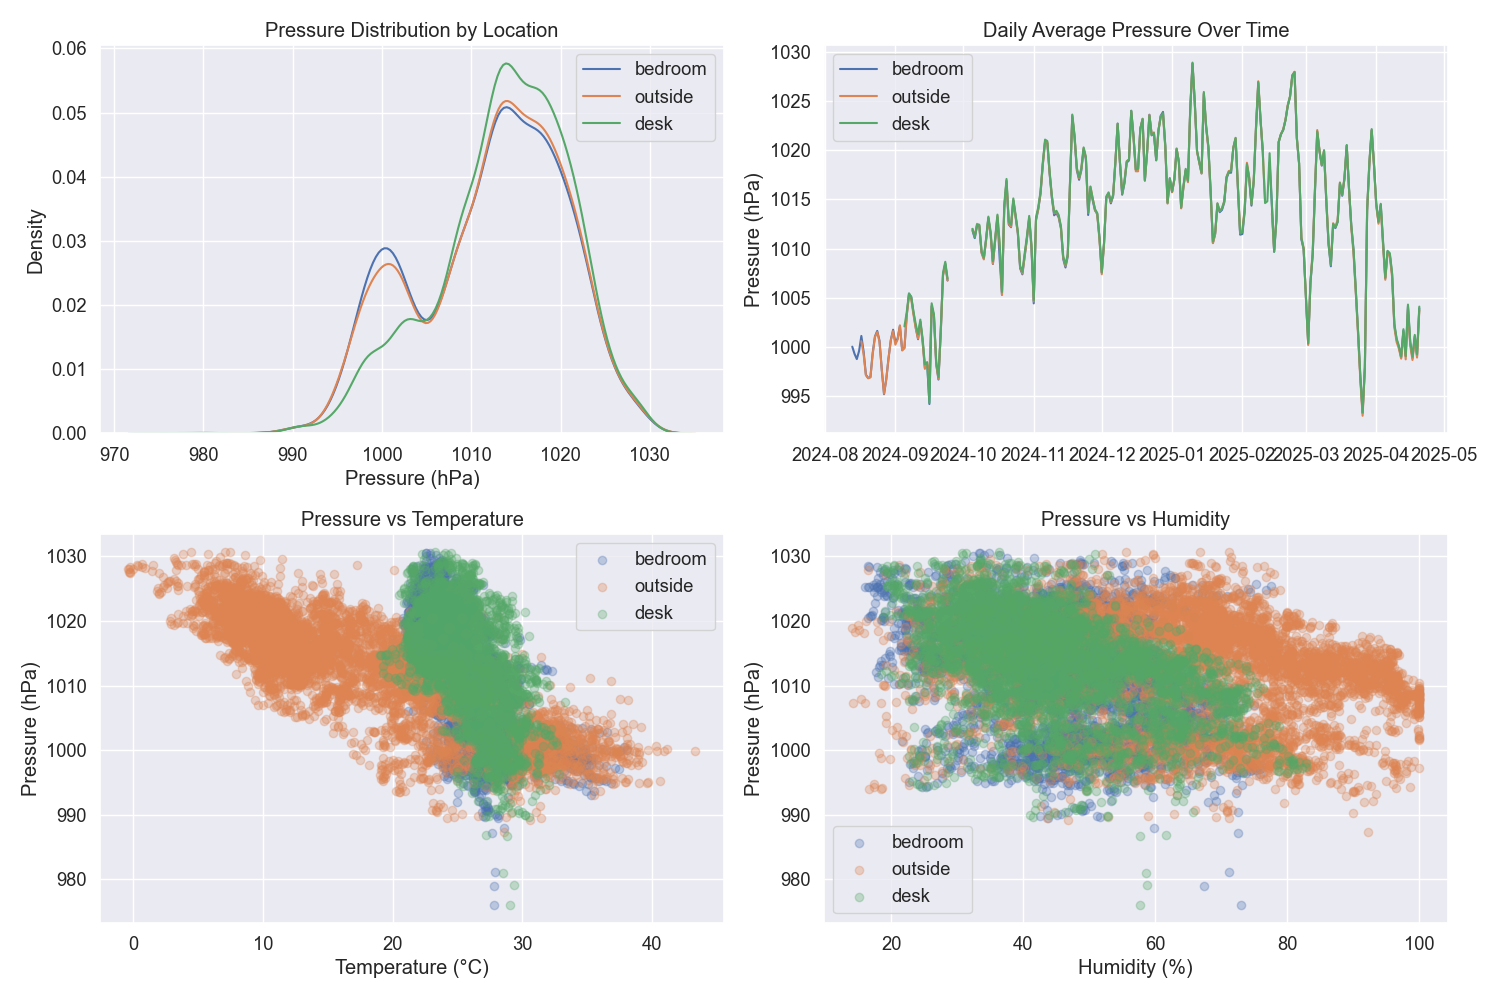 Pressure Distribution by Location
0.06
0.05
0.04
0.03
0.02
0.01
0.00
Density
970 980 990 1000 1010 1020 1030
Pressure (hPa)
bedroom
outside
desk
Daily Average Pressure Over Time
1030
1025
1020
1015
1010
1005
1000
995
Pressure (hPa)
2024-08 2024-09 2024-10 2024-11 2024-12 2025-01 2025-02 2025-03 2025-04 2025-05
bedroom
outside
desk
Pressure vs Temperature
1030
1020
1010
1000
990
980
Pressure (hPa)
0 10 20 30 40
Temperature (°C)
bedroom
outside
desk
Pressure vs Humidity
1030
1020
1010
1000
990
980
Pressure (hPa)
20 40 60 80 100
Humidity (%)
bedroom
outside
desk